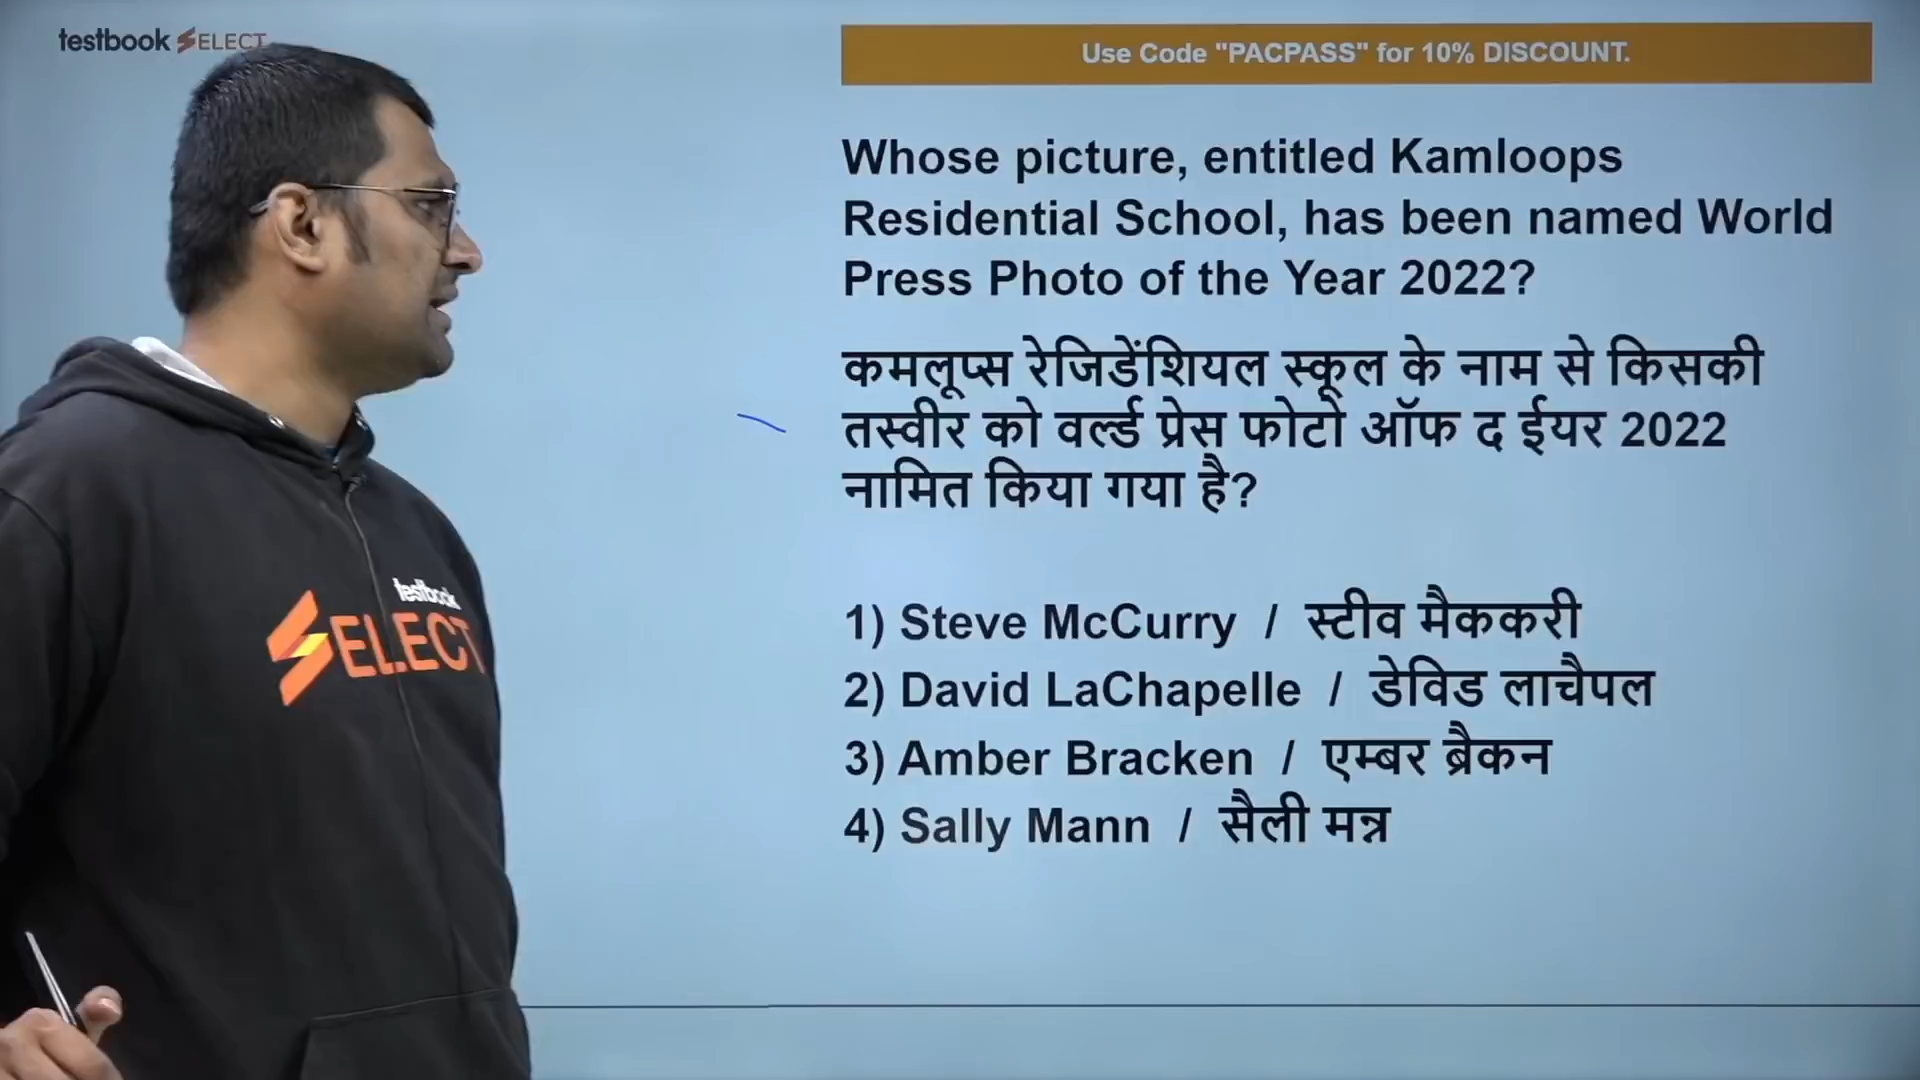 testbook SELECT
Use Code "PACPASS" for 10% DISCOUNT.
Whose picture, entitled Kamloops
Residential School, has been named World
Press Photo of the Year 2022?
कमलूप्स रेजिडेंशियल स्कूल के नाम से किसकी
तस्वीर को वर्ल्ड प्रेस फोटो ऑफ द ईयर 2022
नामित किया गया है?
1) Steve McCurry / स्टीव मैककरी
2) David LaChapelle / डेविड लाचैपल
3) Amber Bracken / एम्बर ब्रैकन
4) Sally Mann / सैली मन्न
testbook
SELECT